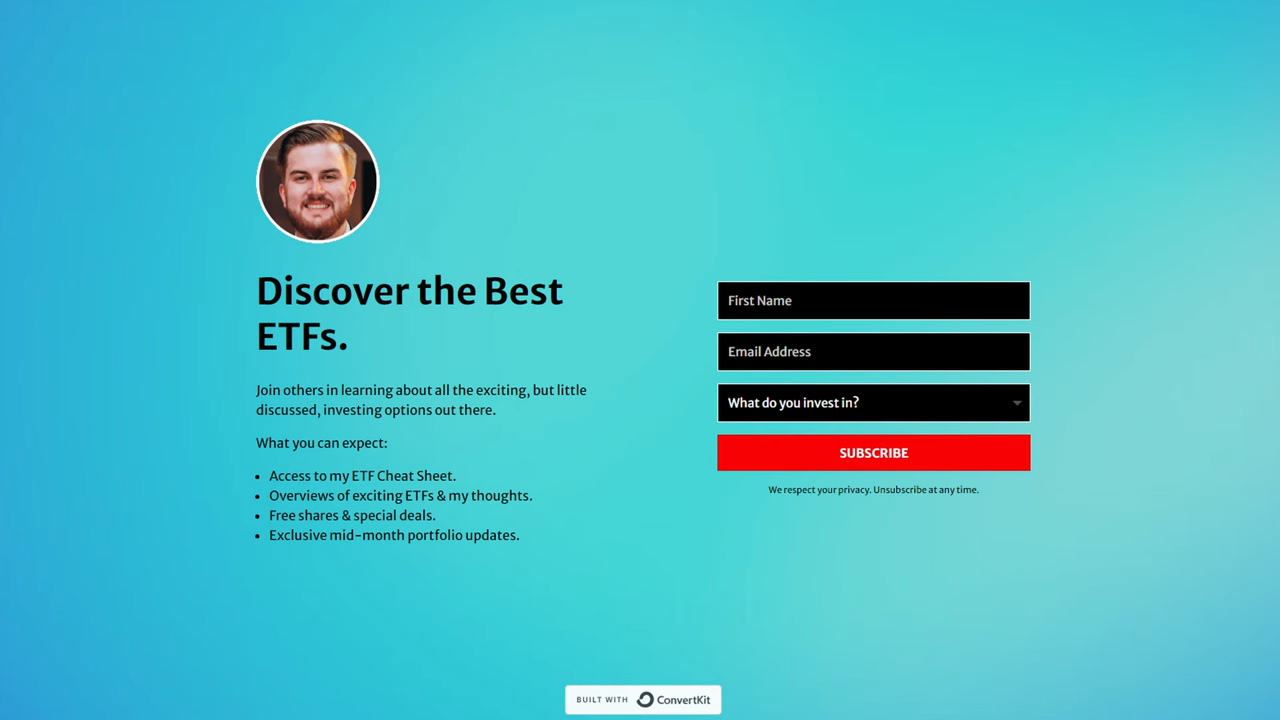 Discover the Best
ETFs.
Join others in learning about all the exciting, but little
discussed, investing options out there.
What you can expect:
• Access to my ETF Cheat Sheet.
• Overviews of exciting ETFs & my thoughts.
• Free shares & special deals.
• Exclusive mid-month portfolio updates.
First Name
Email Address
What do you invest in?
SUBSCRIBE
We respect your privacy. Unsubscribe at any time.
BUILT WITH ConvertKit